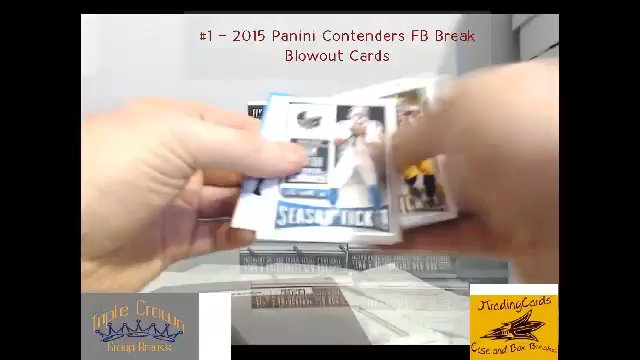 #1 - 2015 Panini Contenders FB Break
Blowout Cards
SEASON TICKET
Triple Crown
Group Breaks
JTradingCards
Case and Box Breaks